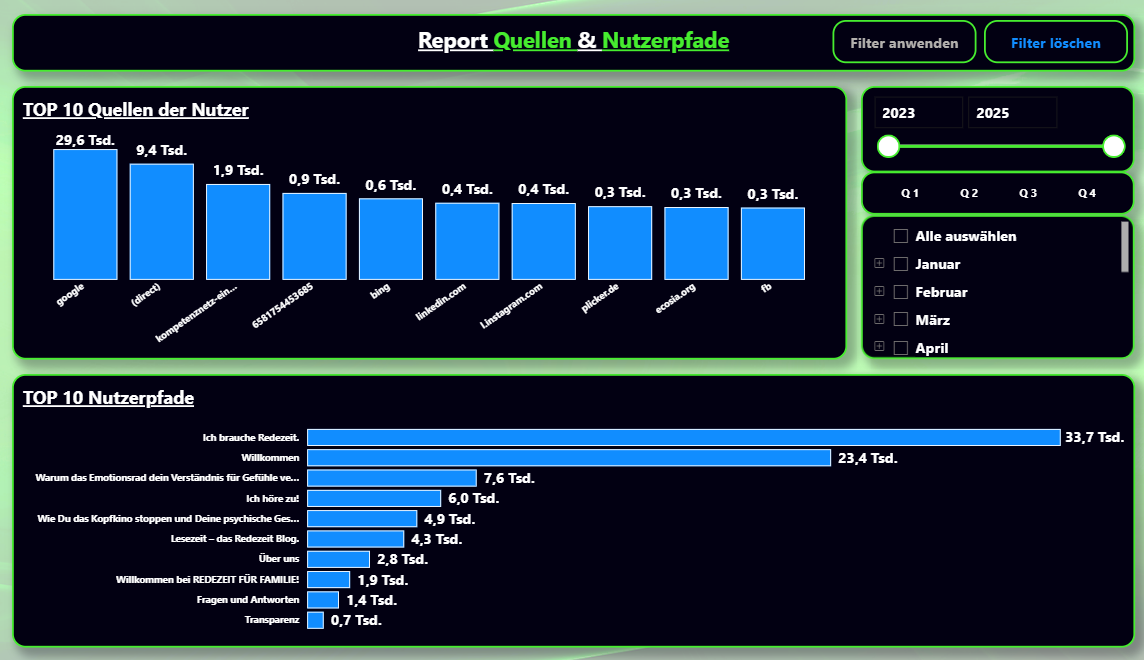 Report Quellen & Nutzerpfade
Filter anwenden
Filter löschen
TOP 10 Quellen der Nutzer
29,6 Tsd.
9,4 Tsd.
1,9 Tsd.
0,9 Tsd.
0,6 Tsd.
0,4 Tsd.
0,4 Tsd.
0,3 Tsd.
0,3 Tsd.
0,3 Tsd.
google
(direct)
kompetenznetz-ein...
6581754453685
bing
linkedin.com
l.instagram.com
plicker.de
ecosia.org
fb
2023
2025
Q 1
Q 2
Q 3
Q 4
Alle auswählen
Januar
Februar
März
April
TOP 10 Nutzerpfade
Ich brauche Redezeit. 33,7 Tsd.
Willkommen 23,4 Tsd.
Warum das Emotionsrad dein Verständnis für Gefühle ve... 7,6 Tsd.
Ich höre zu! 6,0 Tsd.
Wie Du das Kopfkino stoppen und Deine psychische Ges... 4,9 Tsd.
Lesezeit – das Redezeit Blog. 4,3 Tsd.
Über uns 2,8 Tsd.
Willkommen bei REDEZEIT FÜR FAMILIE! 1,9 Tsd.
Fragen und Antworten 1,4 Tsd.
Transparenz 0,7 Tsd.